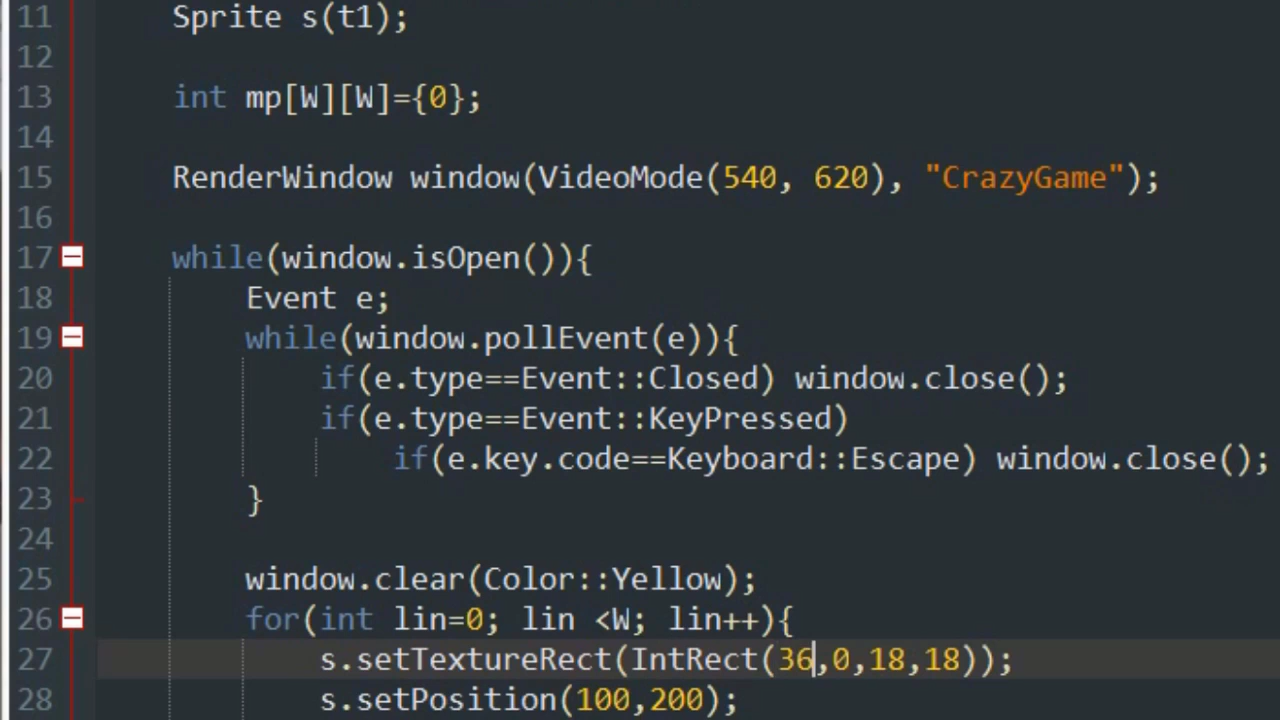 11 Sprite s(t1);
12
13 int mp[W][W]={0};
14
15 RenderWindow window(VideoMode(540, 620), "CrazyGame");
16
17 while(window.isOpen()){
18 Event e;
19 while(window.pollEvent(e)){
20 if(e.type==Event::Closed) window.close();
21 if(e.type==Event::KeyPressed)
22 if(e.key.code==Keyboard::Escape) window.close();
23 }
24
25 window.clear(Color::Yellow);
26 for(int lin=0; lin <W; lin++){
27 s.setTextureRect(IntRect(36,0,18,18));
28 s.setPosition(100,200);